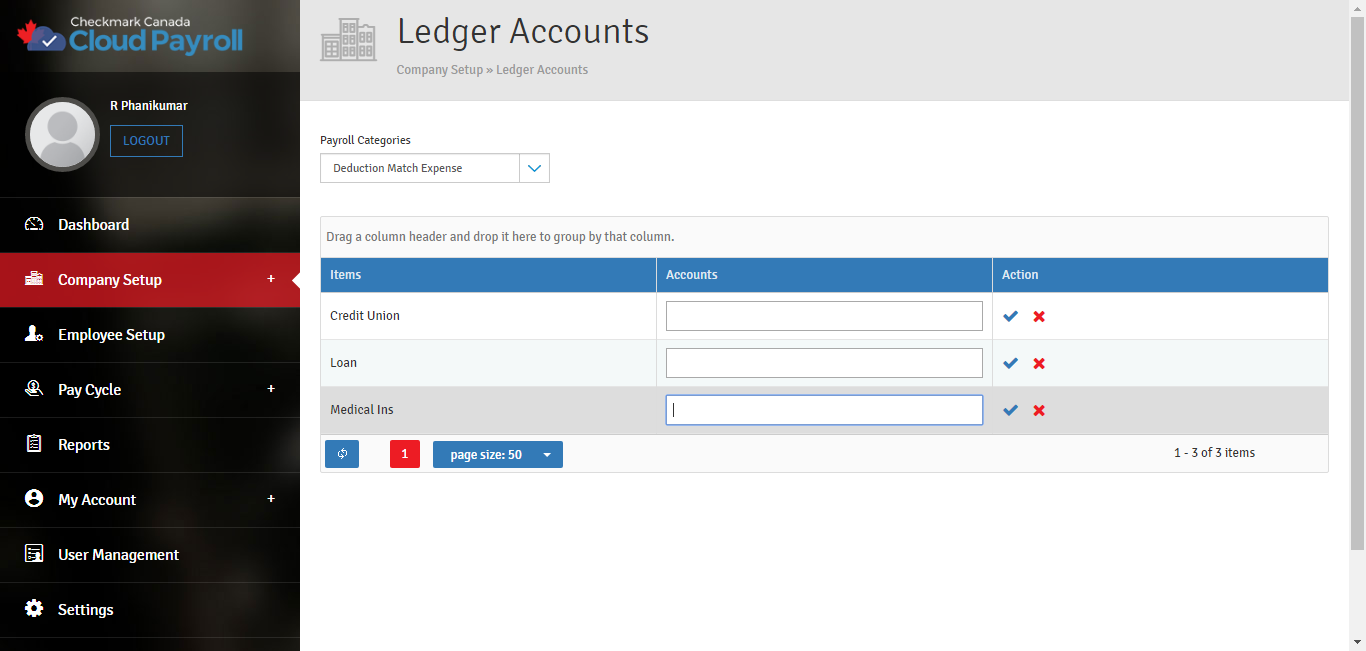 Checkmark Canada
Cloud Payroll
R Phanikumar
LOGOUT
Dashboard
Company Setup +
Employee Setup
Pay Cycle +
Reports
My Account +
User Management
Settings
Ledger Accounts
Company Setup » Ledger Accounts
Payroll Categories
Deduction Match Expense
Drag a column header and drop it here to group by that column.
Items Accounts Action
Credit Union
Loan
Medical Ins
1 page size: 50 1 - 3 of 3 items